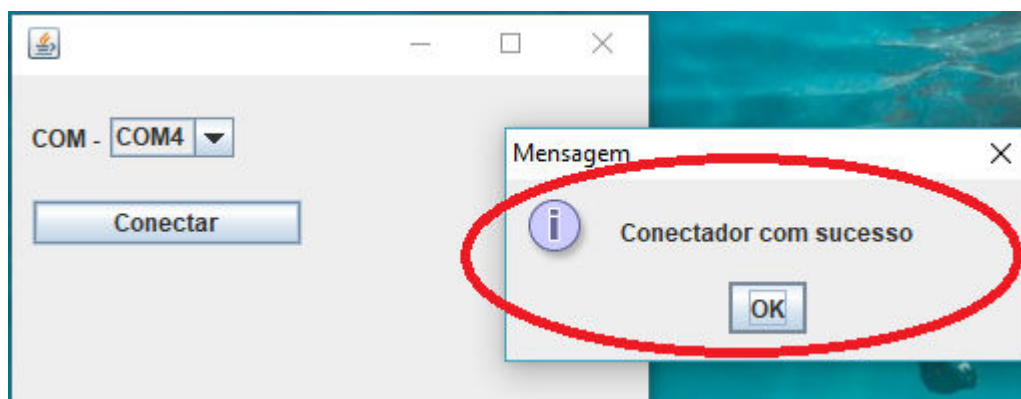 COM - COM4
Conectar
Mensagem
i
Conectador com sucesso
OK